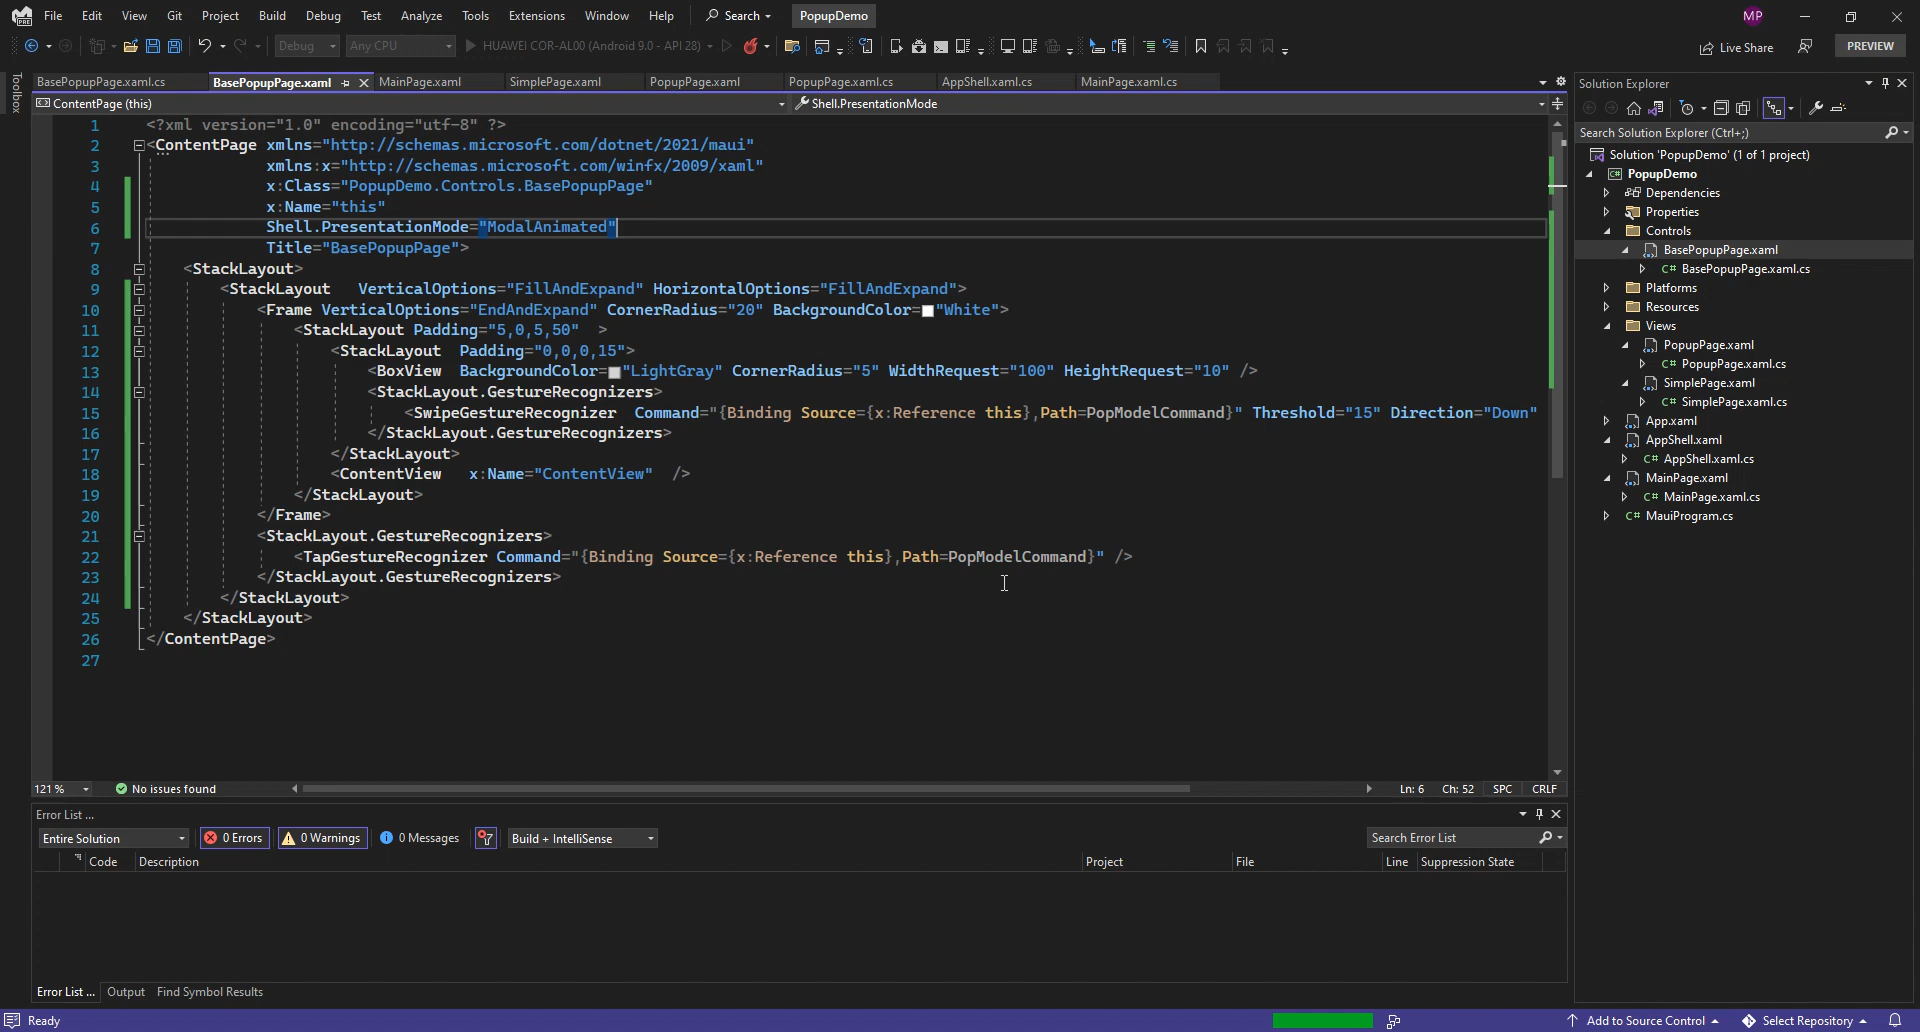 File Edit View Git Project Build Debug Test Analyze Tools Extensions Window Help Search PopupDemo MP
Debug Any CPU HUAWEI COR-AL00 (Android 9.0 - API 28) Live Share PREVIEW
Toolbox
BasePopupPage.xaml.cs BasePopupPage.xaml MainPage.xaml SimplePage.xaml PopupPage.xaml PopupPage.xaml.cs AppShell.xaml.cs MainPage.xaml.cs
ContentPage (this) Shell.PresentationMode
1 <?xml version="1.0" encoding="utf-8" ?>
2 <ContentPage xmlns="http://schemas.microsoft.com/dotnet/2021/maui"
3 xmlns:x="http://schemas.microsoft.com/winfx/2009/xaml"
4 x:Class="PopupDemo.Controls.BasePopupPage"
5 x:Name="this"
6 Shell.PresentationMode="ModalAnimated"
7 Title="BasePopupPage">
8 <StackLayout>
9 <StackLayout VerticalOptions="FillAndExpand" HorizontalOptions="FillAndExpand">
10 <Frame VerticalOptions="EndAndExpand" CornerRadius="20" BackgroundColor="White">
11 <StackLayout Padding="5,0,5,50" >
12 <StackLayout Padding="0,0,0,15">
13 <BoxView BackgroundColor="LightGray" CornerRadius="5" WidthRequest="100" HeightRequest="10" />
14 <StackLayout.GestureRecognizers>
15 <SwipeGestureRecognizer Command="{Binding Source={x:Reference this},Path=PopModelCommand}" Threshold="15" Direction="Down"
16 </StackLayout.GestureRecognizers>
17 </StackLayout>
18 <ContentView x:Name="ContentView" />
19 </StackLayout>
20 </Frame>
21 <StackLayout.GestureRecognizers>
22 <TapGestureRecognizer Command="{Binding Source={x:Reference this},Path=PopModelCommand}" />
23 </StackLayout.GestureRecognizers>
24 </StackLayout>
25 </StackLayout>
26 </ContentPage>
27
121 % No issues found Ln: 6 Ch: 52 SPC CRLF
Error List ...
Entire Solution 0 Errors 0 Warnings 0 Messages Build + IntelliSense Search Error List
Code Description Project File Line Suppression State
Error List ... Output Find Symbol Results
Solution Explorer
Search Solution Explorer (Ctrl+;)
Solution 'PopupDemo' (1 of 1 project)
PopupDemo
Dependencies
Properties
Controls
BasePopupPage.xaml
C# BasePopupPage.xaml.cs
Platforms
Resources
Views
PopupPage.xaml
C# PopupPage.xaml.cs
SimplePage.xaml
C# SimplePage.xaml.cs
App.xaml
AppShell.xaml
C# AppShell.xaml.cs
MainPage.xaml
C# MainPage.xaml.cs
C# MauiProgram.cs
Ready Add to Source Control Select Repository